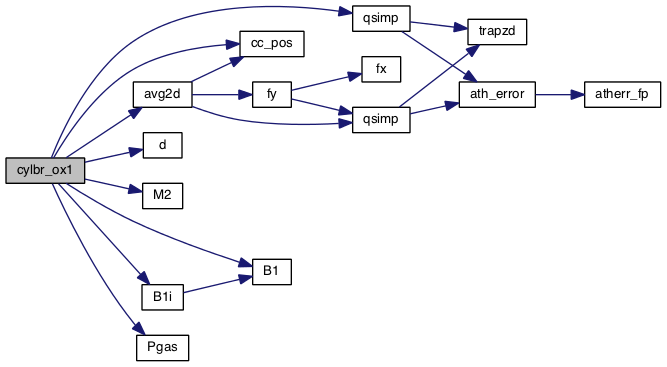 qsimp
trapzd
cc_pos
fx
avg2d
fy
ath_error
atherr_fp
qsimp
d
cylbr_ox1
M2
B1
B1i
Pgas